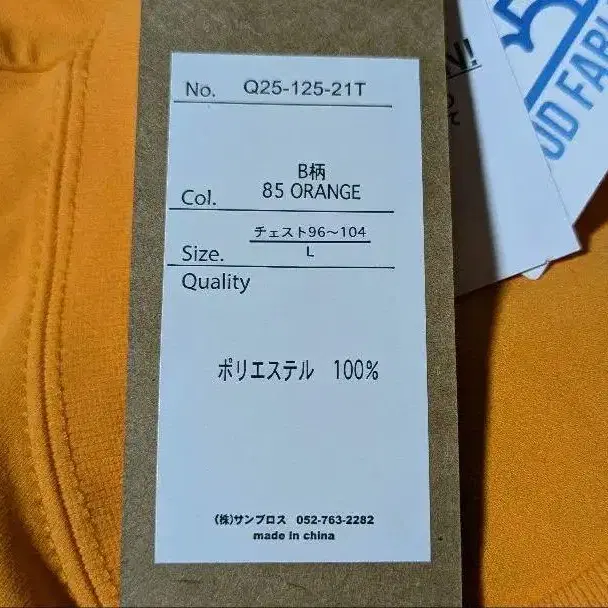 No. Q25-125-21T
B柄
Col. 85 ORANGE
チェスト96～104
Size. L
Quality
ポリエステル 100%
(株)サンプロス 052-763-2282
made in china